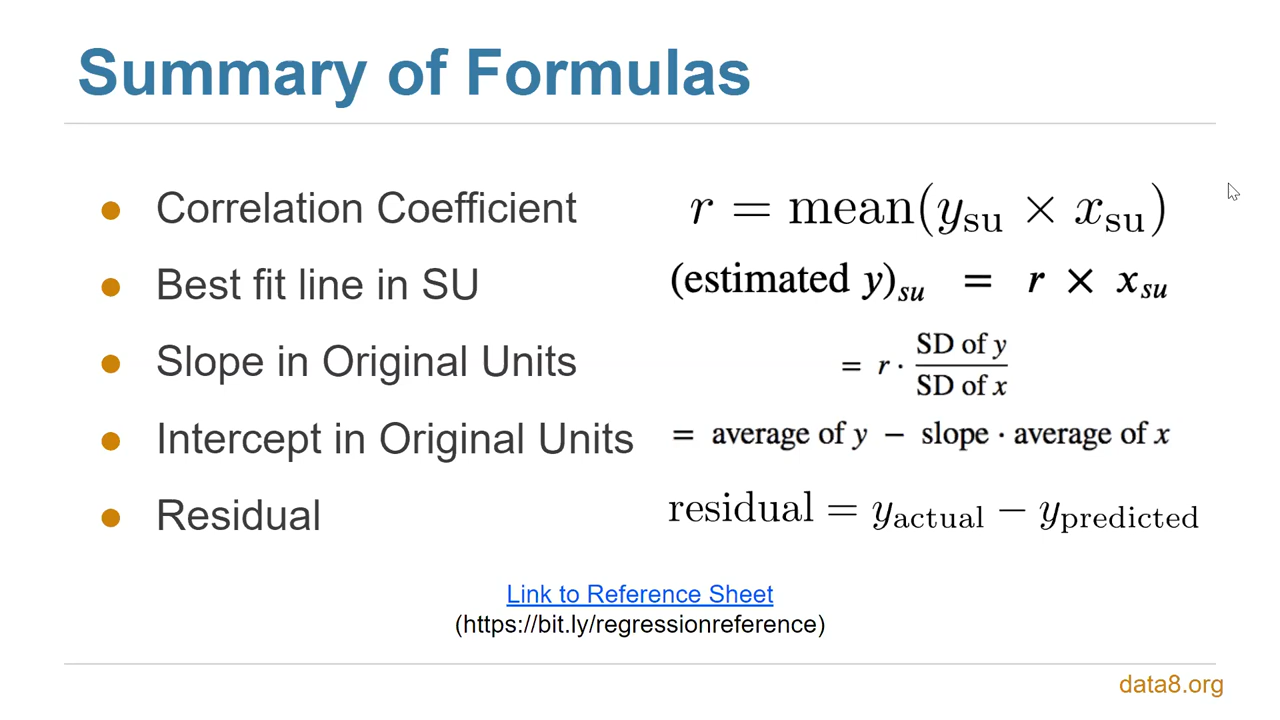 Summary of Formulas
● Correlation Coefficient r = mean(y_su × x_su)
● Best fit line in SU (estimated y)_su = r × x_su
● Slope in Original Units = r · SD of y / SD of x
● Intercept in Original Units = average of y − slope · average of x
● Residual residual = y_actual − y_predicted
Link to Reference Sheet
(https://bit.ly/regressionreference)
data8.org